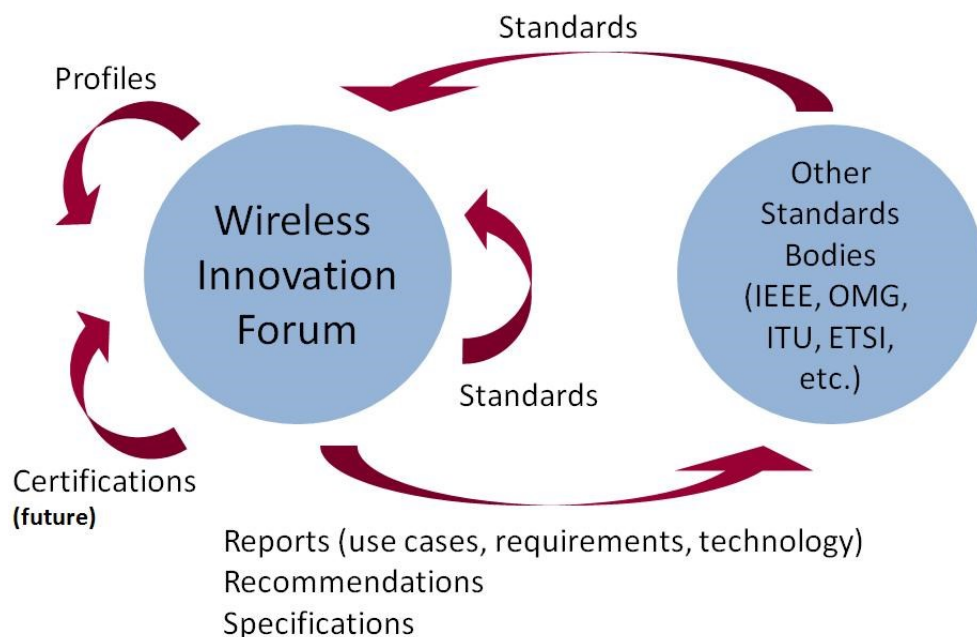 Standards
Profiles
Wireless
Innovation
Forum
Other
Standards
Bodies
(IEEE, OMG,
ITU, ETSI,
etc.)
Standards
Certifications
(future)
Reports (use cases, requirements, technology)
Recommendations
Specifications